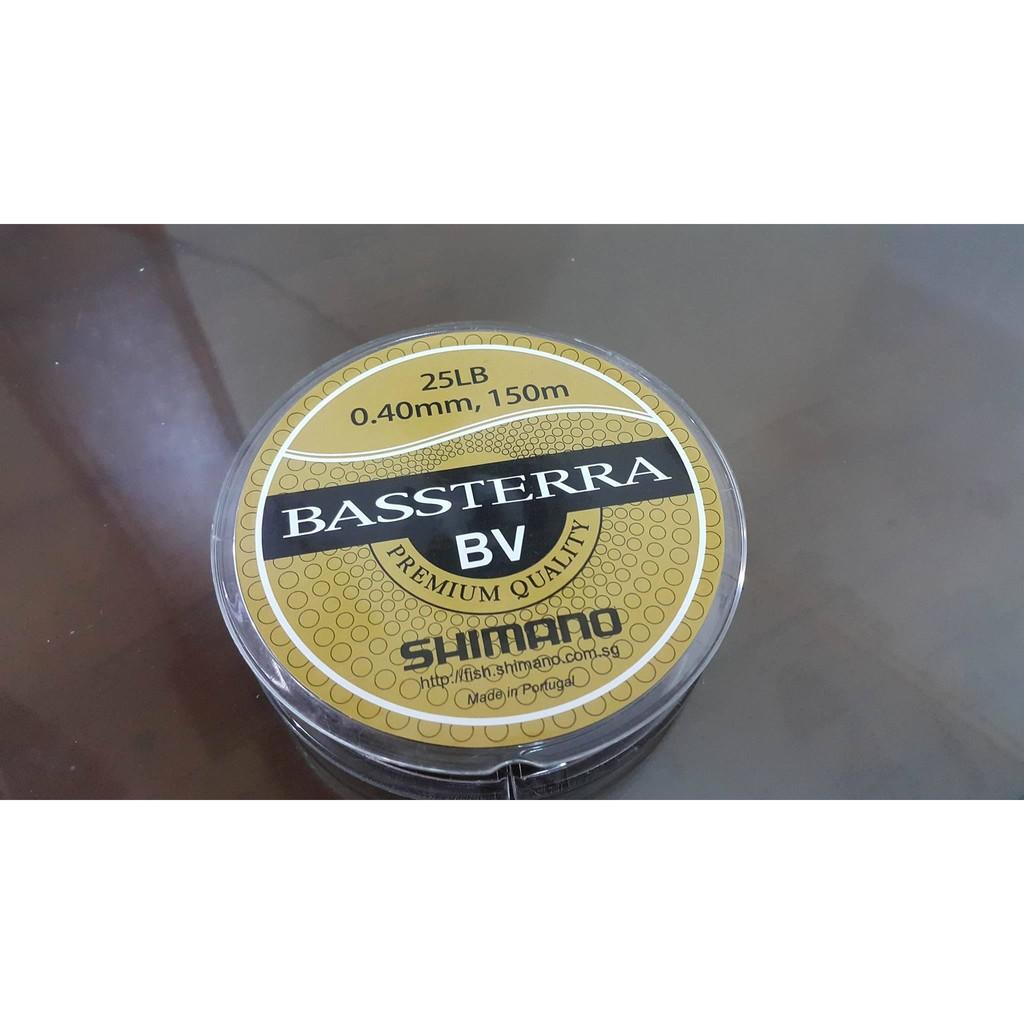 25LB
0.40mm, 150m
BASSTERRA
BV
PREMIUM QUALITY
SHIMANO
http://fish.shimano.com.sg
Made in Portugal